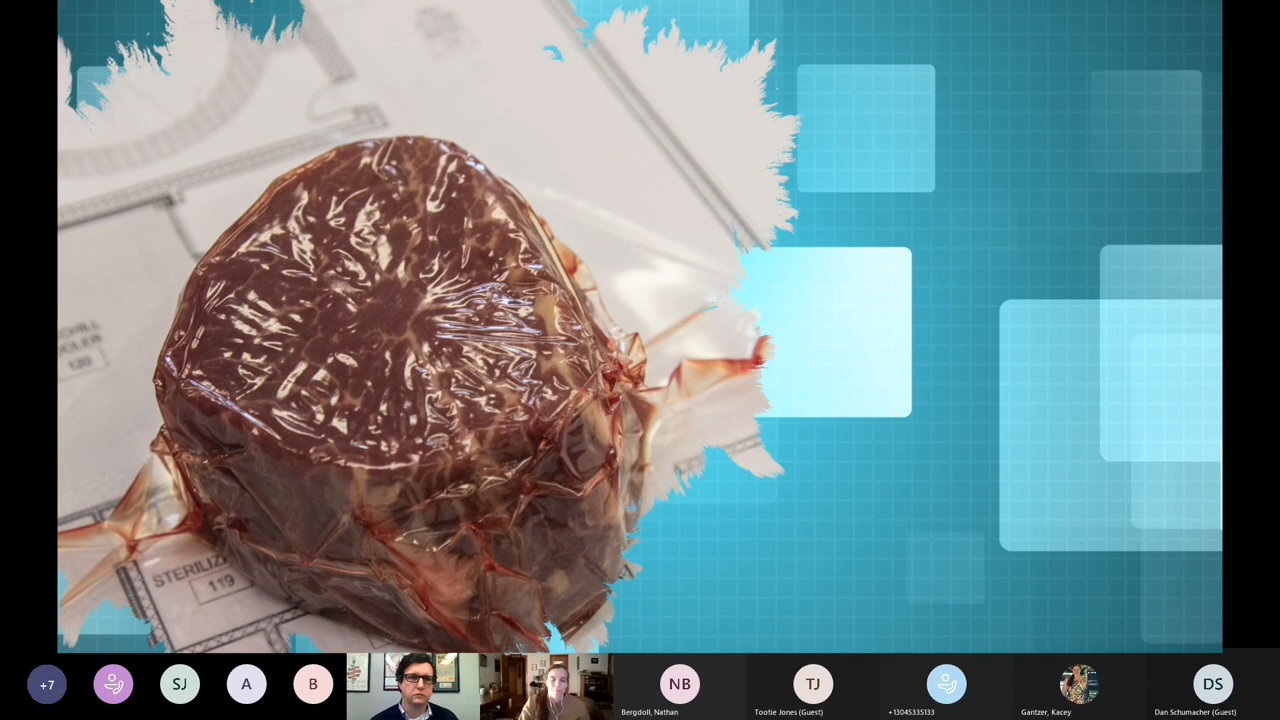 CHILL
120
STERILIZ
119
+7
SJ
A
B
NB
Bergdoll, Nathan
TJ
Tootie Jones (Guest)
+13045335133
Gantzer, Kacey
DS
Dan Schumacher (Guest)